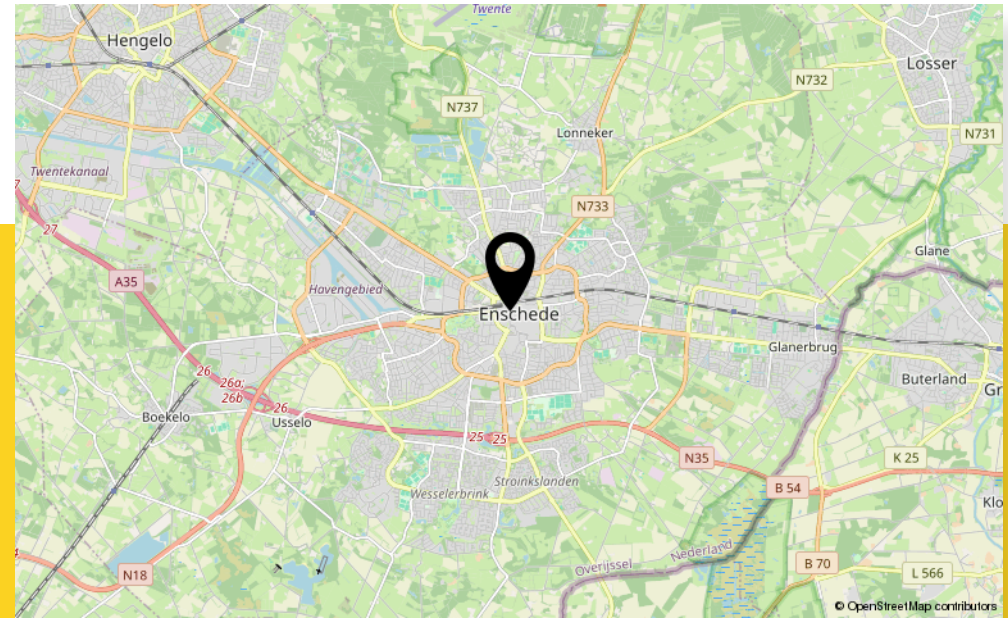 Twente
Hengelo
Losser
N732
N737
Lonneker
N731
Twentekanaal
N733
27
Glane
A35
Havengebied
Enschede
Glanerbrug
26
26a;
26b
26
Buterland
Gr
Boekelo
Usselo
25
25
N35
K 25
Stroinkslanden
Wesselerbrink
B 54
Klo
Nederland
Overijssel
B 70
N18
L 566
© OpenStreetMap contributors